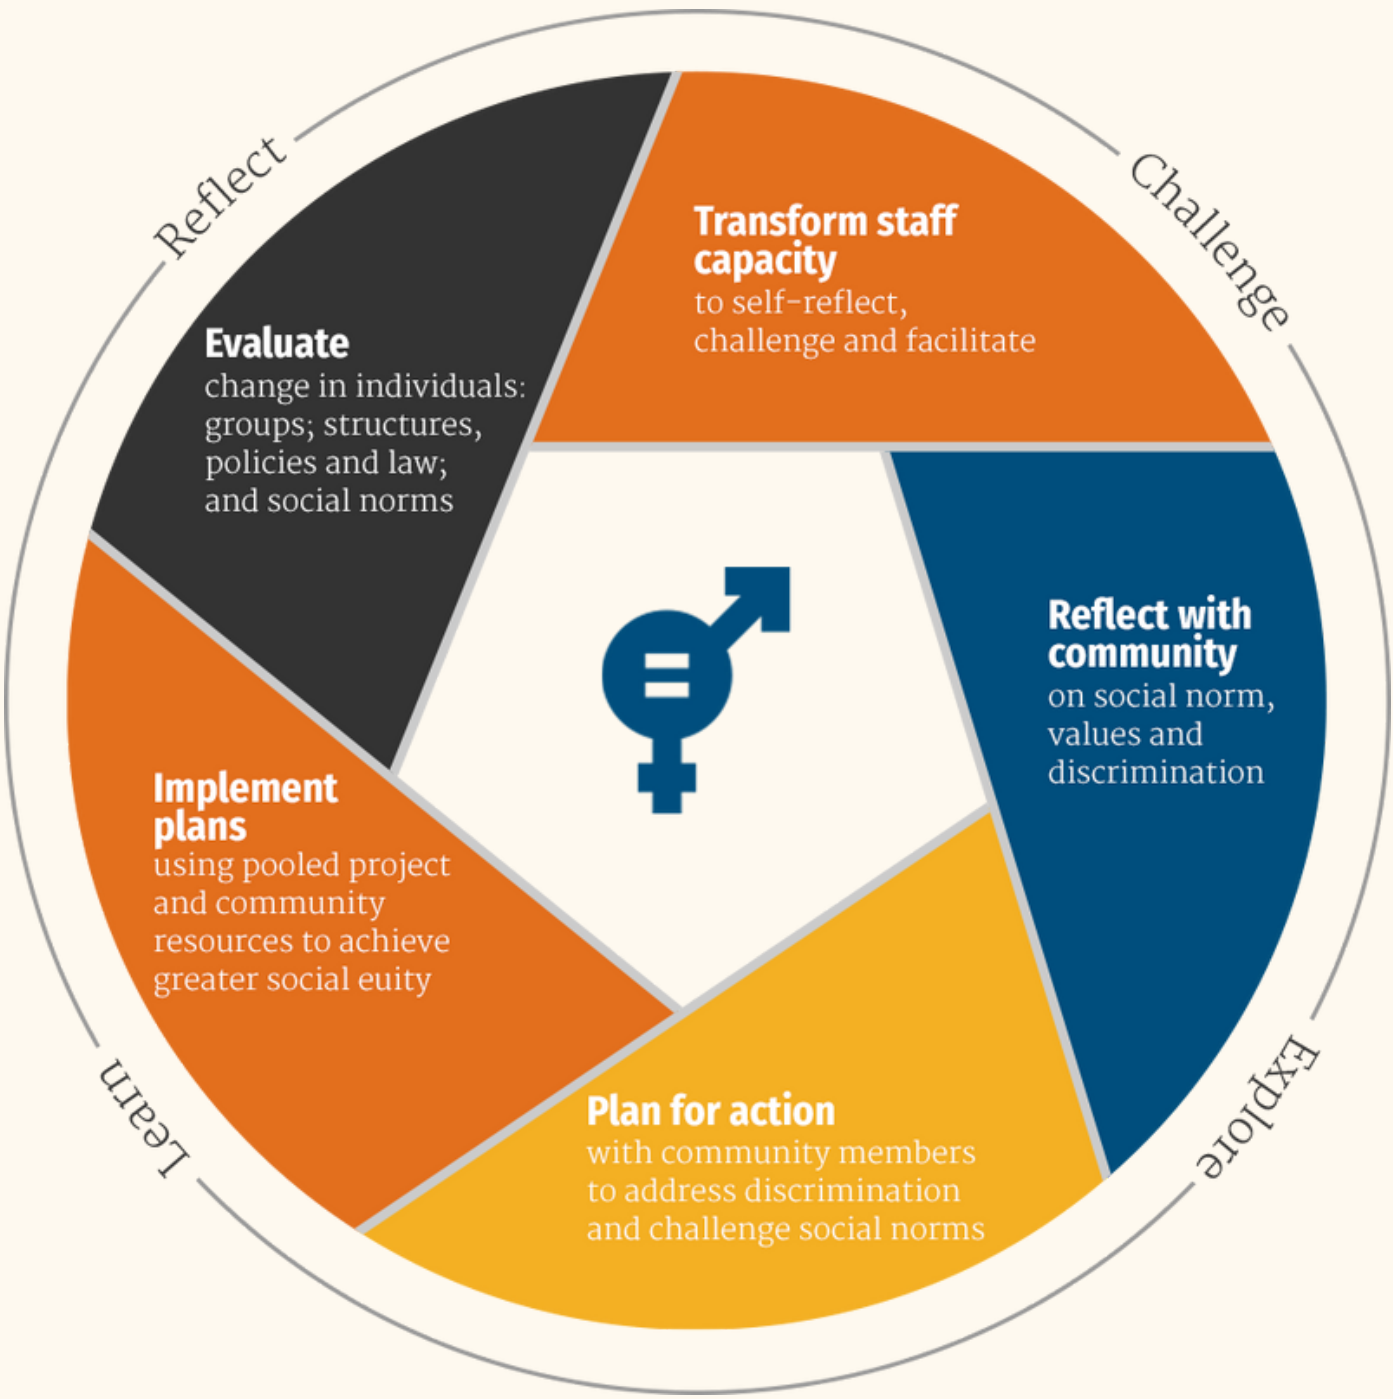 Reflect
Challenge
Transform staff
capacity
to self-reflect,
challenge and facilitate
Evaluate
change in individuals:
groups; structures,
policies and law;
and social norms
Reflect with
community
on social norm,
values and
discrimination
Implement
plans
using pooled project
and community
resources to achieve
greater social euity
Plan for action
with community members
to address discrimination
and challenge social norms
Learn
Explore